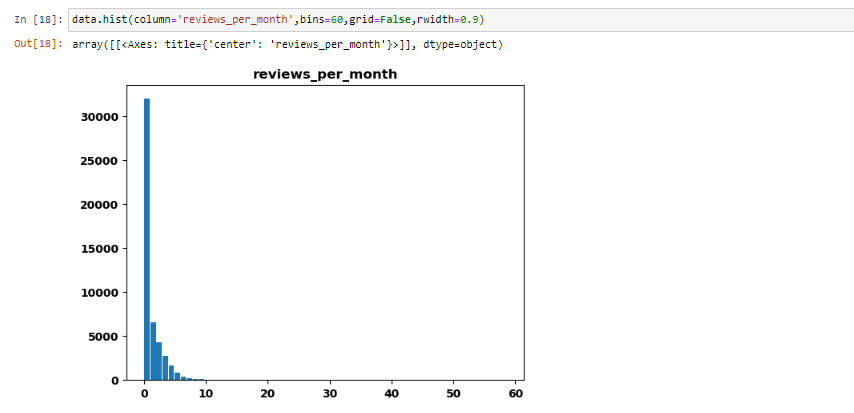 In [18]: data.hist(column='reviews_per_month',bins=60,grid=False,rwidth=0.9)
Out[18]: array([[<Axes: title={'center': 'reviews_per_month'}>]], dtype=object)
reviews_per_month
30000
25000
20000
15000
10000
5000
0
0 10 20 30 40 50 60